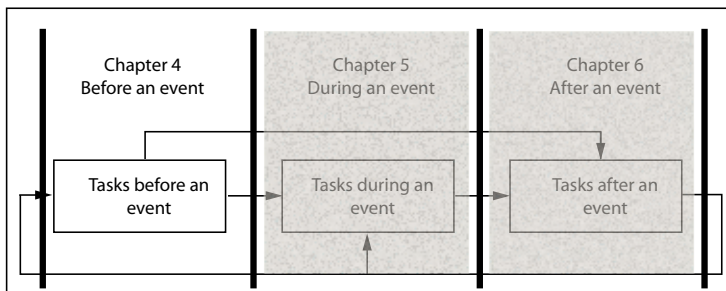 Chapter 4
Before an event
Chapter 5
During an event
Chapter 6
After an event
Tasks before an
event
Tasks during an
event
Tasks after an
event